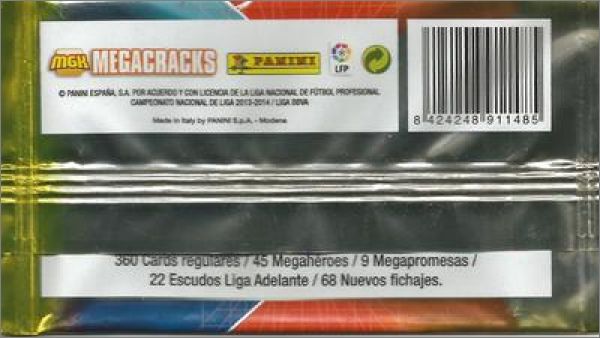 MGK MEGACRACKS PANINI LFP
© PANINI ESPAÑA, S.A. POR ACUERDO Y CON LICENCIA DE LA LIGA NACIONAL DE FÚTBOL PROFESIONAL
CAMPEONATO NACIONAL DE LIGA 2013-2014 / LIGA BBVA
Made in Italy by PANINI S.p.A. - Modena
8 424248 911485
360 Cards regulares / 45 Megahéroes / 9 Megapromesas /
22 Escudos Liga Adelante / 68 Nuevos fichajes.